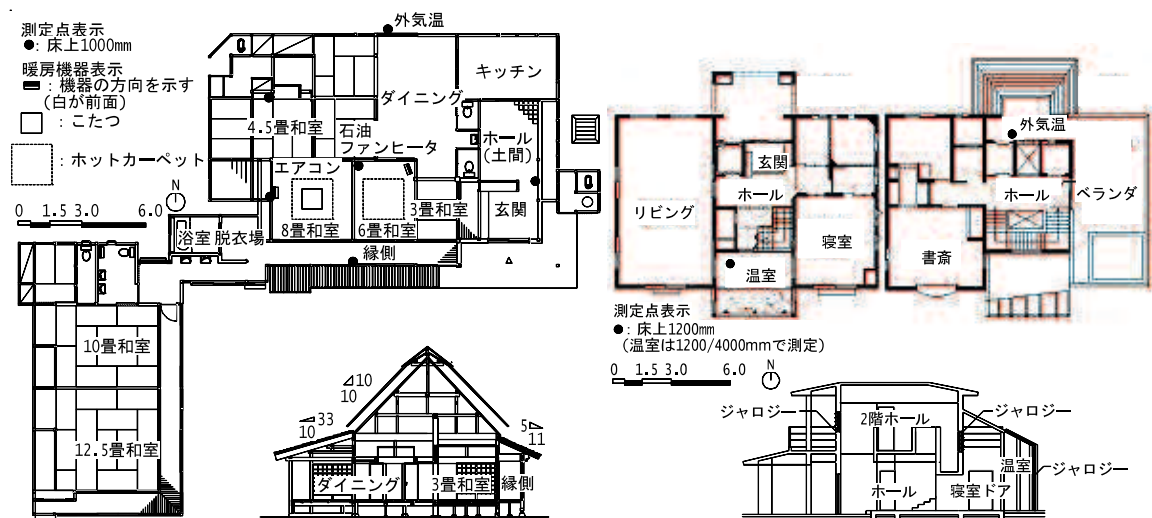 測定点表示
●: 床上1000mm
暖房機器表示
: 機器の方向を示す
(白が前面)
: こたつ
: ホットカーペット
N
0 1.5 3.0 6.0
外気温
キッチン
ダイニング
4.5畳和室
石油
ファンヒータ
ホール
(土間)
エアコン
8畳和室
6畳和室
3畳和室
玄関
浴室
脱衣場
縁側
10畳和室
12.5畳和室
10
10
33
10
5
11
ダイニング
3畳和室
縁側
リビング
玄関
ホール
寝室
温室
外気温
ホール
ベランダ
書斎
測定点表示
●: 床上1200mm
(温室は1200/4000mmで測定)
0 1.5 3.0 6.0
N
ジャロジー
2階ホール
ジャロジー
温室
ジャロジー
ホール
寝室ドア